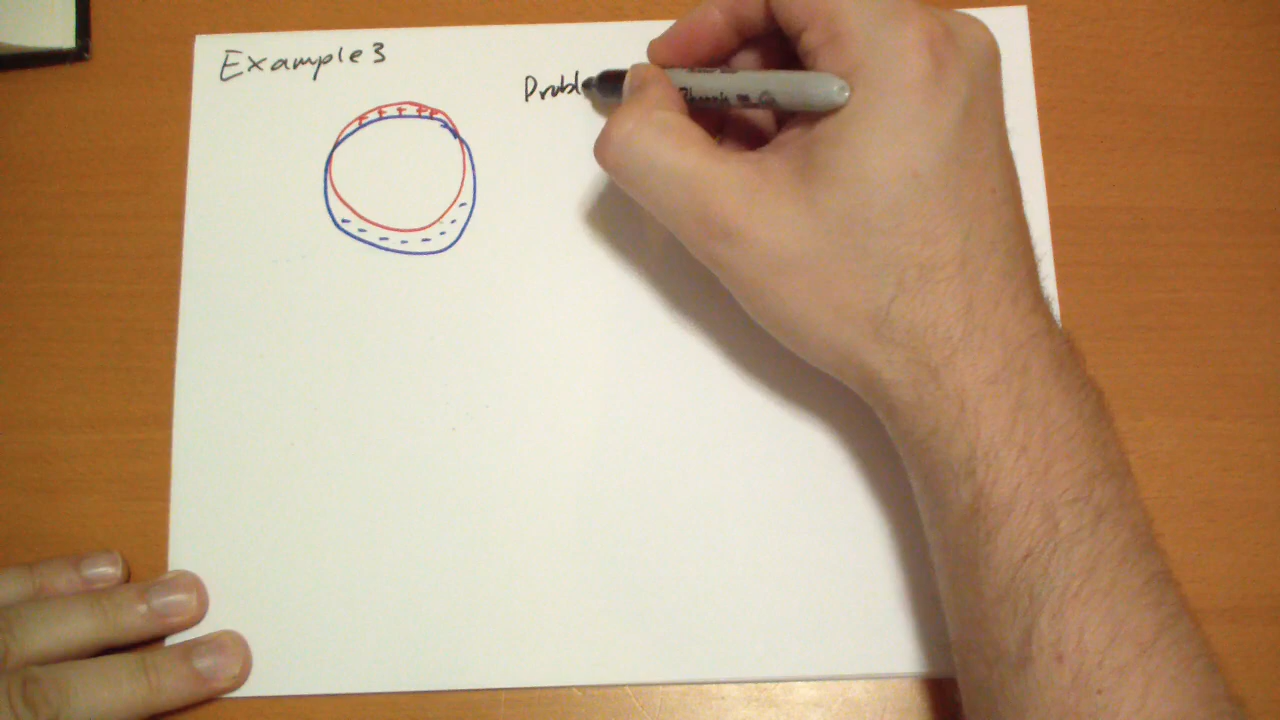 Example 3
Probl
+ + + + +
- - - - - - - -